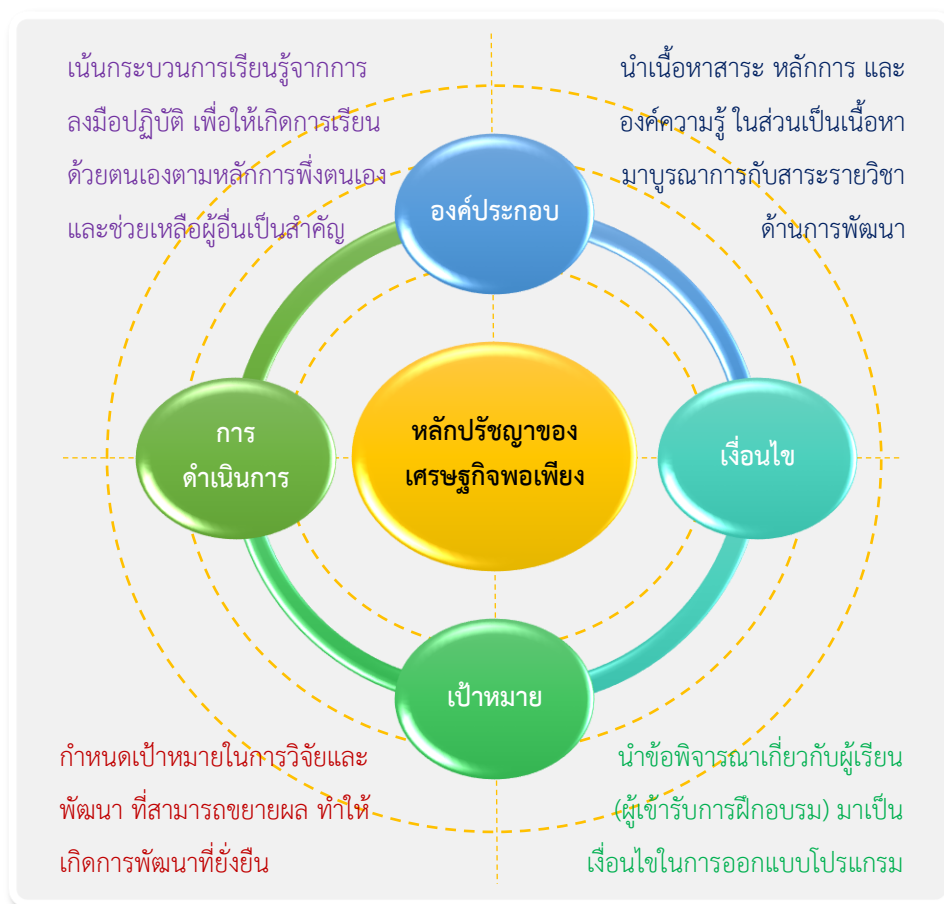 เน้นกระบวนการเรียนรู้จากการ
ลงมือปฏิบัติ เพื่อให้เกิดการเรียน
ด้วยตนเองตามหลักการพึ่งตนเอง
และช่วยเหลือผู้อื่นเป็นสำคัญ
นำเนื้อหาสาระ หลักการ และ
องค์ความรู้ ในส่วนเป็นเนื้อหา
มาบูรณาการกับสาระรายวิชา
ด้านการพัฒนา
องค์ประกอบ
การ
ดำเนินการ
หลักปรัชญาของ
เศรษฐกิจพอเพียง
เงื่อนไข
เป้าหมาย
กำหนดเป้าหมายในการวิจัยและ
พัฒนา ที่สามารถขยายผล ทำให้
เกิดการพัฒนาที่ยั่งยืน
นำข้อพิจารณาเกี่ยวกับผู้เรียน
(ผู้เข้ารับการฝึกอบรม) มาเป็น
เงื่อนไขในการออกแบบโปรแกรม